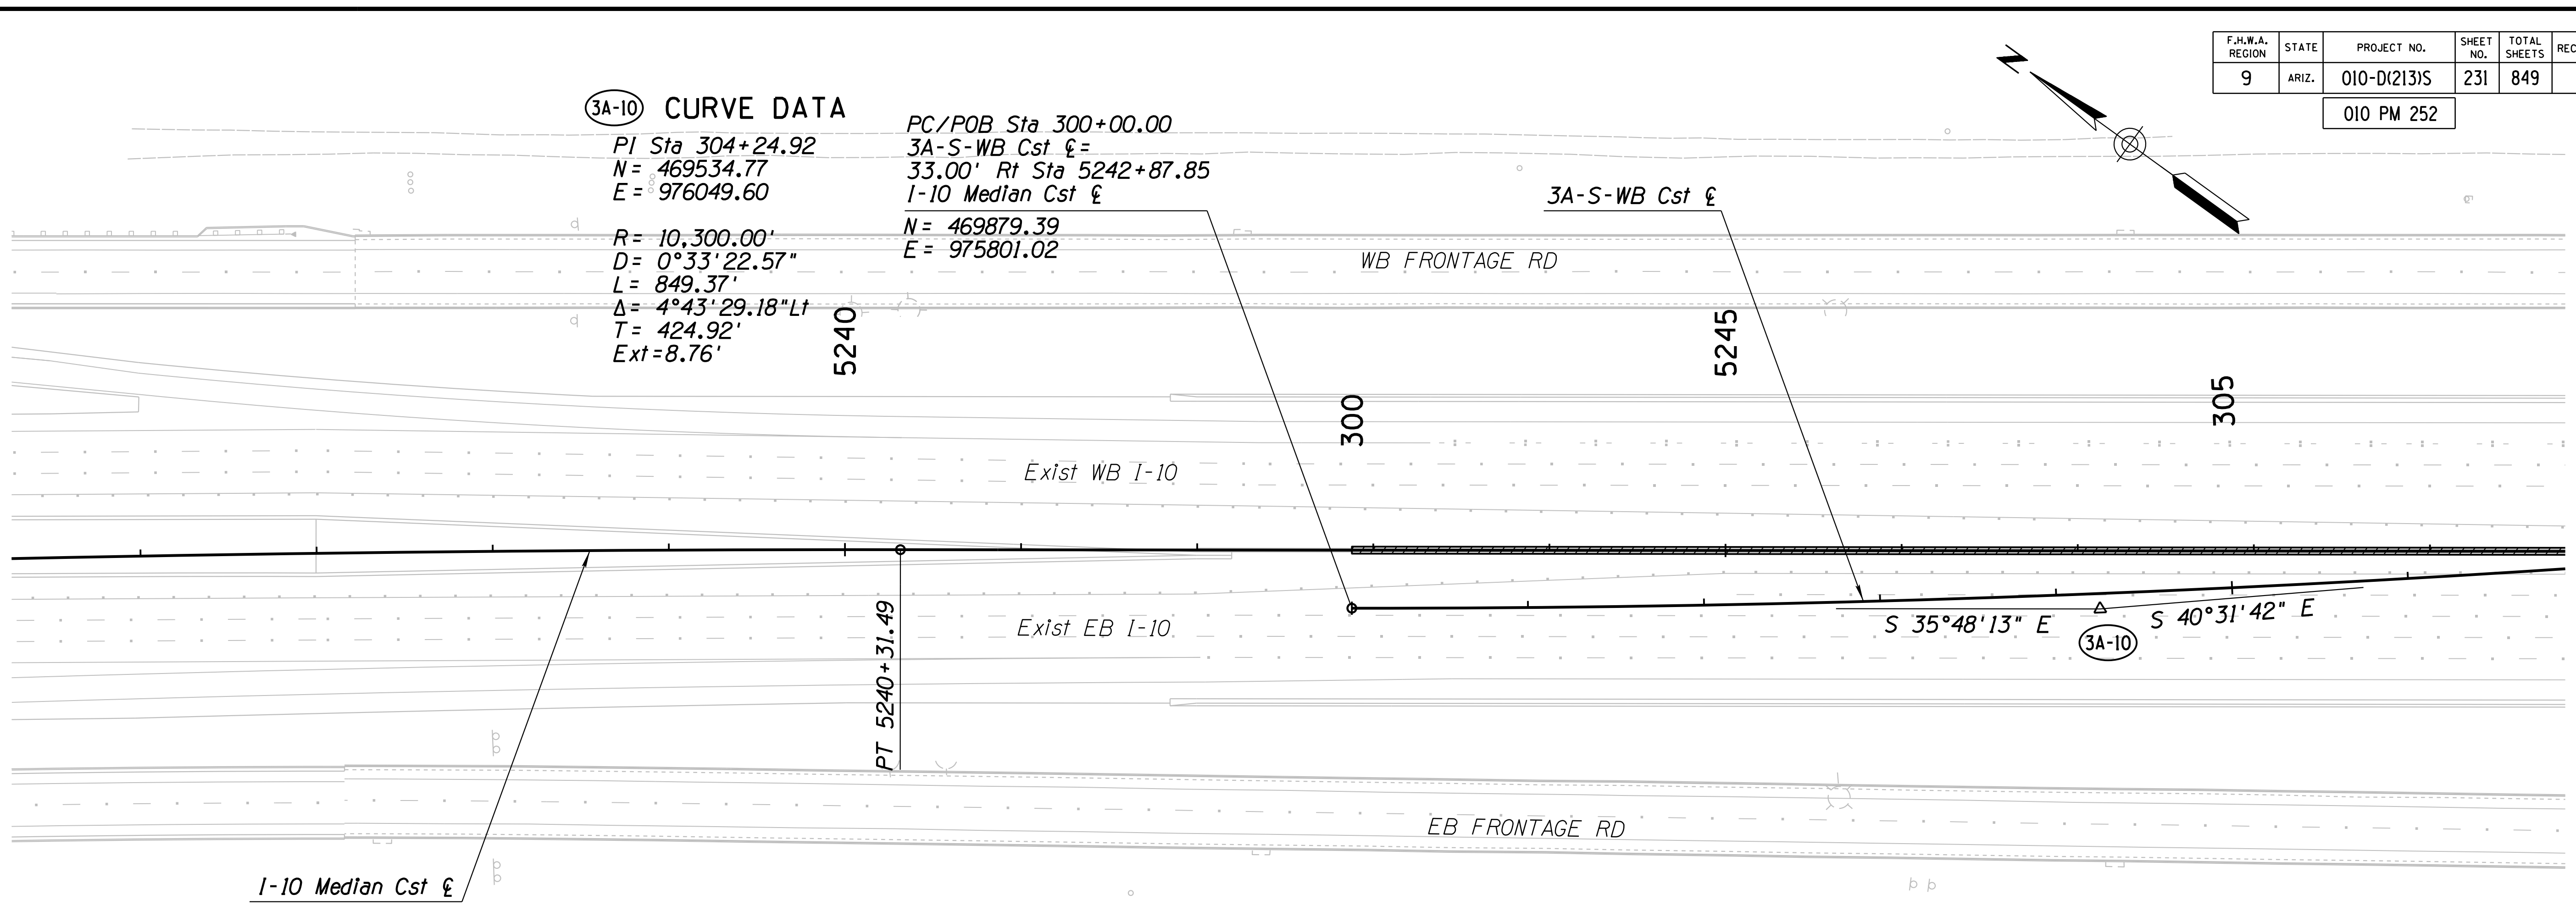 F.H.W.A. REGION STATE PROJECT NO. SHEET NO. TOTAL SHEETS REC
9 ARIZ. 010-D(213)S 231 849
010 PM 252
N
3A-10 CURVE DATA
PI Sta 304+24.92
N= 469534.77
E= 976049.60
R= 10,300.00'
D= 0°33'22.57"
L= 849.37'
Δ= 4°43'29.18"Lt
T= 424.92'
Ext=8.76'
PC/POB Sta 300+00.00
3A-S-WB Cst ℄=
33.00' Rt Sta 5242+87.85
I-10 Median Cst ℄
N= 469879.39
E= 975801.02
3A-S-WB Cst ℄
WB FRONTAGE RD
5240
5245
300
305
Exist WB I-10
Exist EB I-10
PT 5240+31.49
S 35°48'13" E
S 40°31'42" E
3A-10
EB FRONTAGE RD
I-10 Median Cst ℄